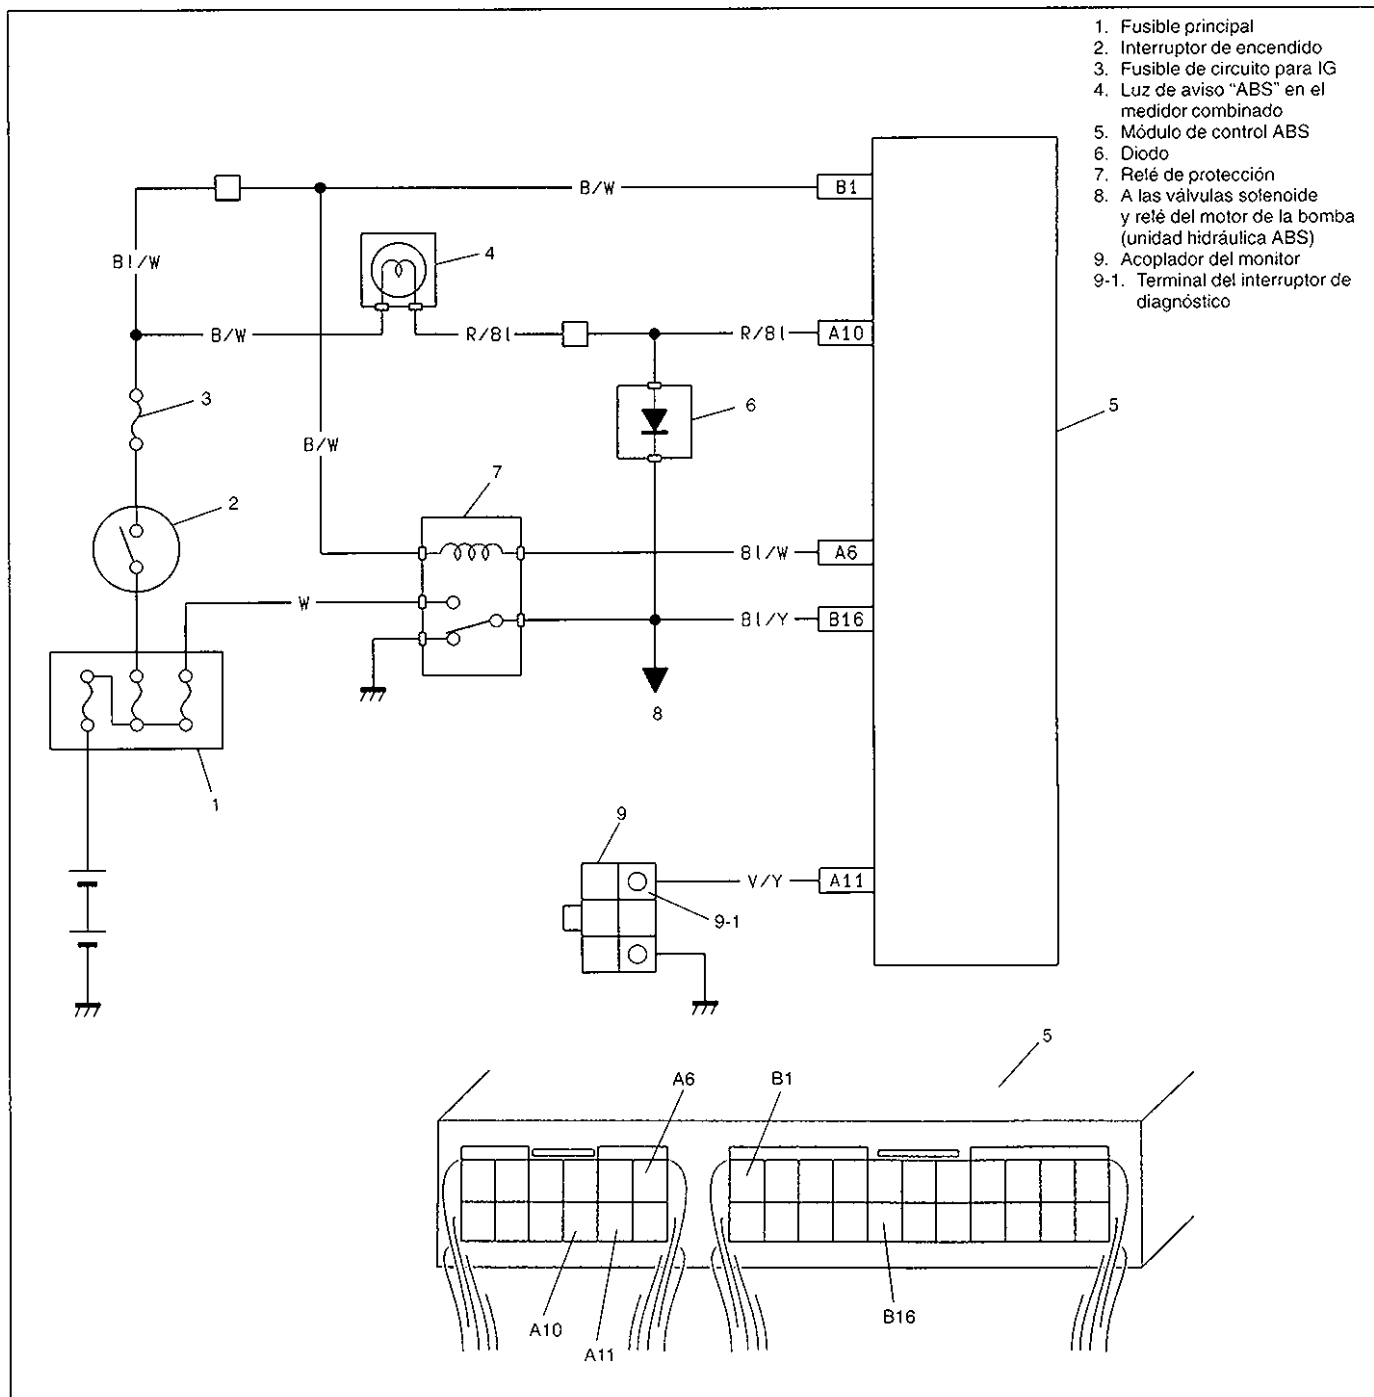 1. Fusible principal
2. Interruptor de encendido
3. Fusible de circuito para IG
4. Luz de aviso “ABS” en el
medidor combinado
5. Módulo de control ABS
6. Diodo
7. Relé de protección
8. A las válvulas solenoide
y relé del motor de la bomba
(unidad hidráulica ABS)
9. Acoplador del monitor
9-1. Terminal del interruptor de
diagnóstico
B/W
B1
Bl/W
4
B/W
R/Bl
R/Bl
A10
3
6
5
B/W
7
2
Bl/W
A6
W
Bl/Y
B16
8
1
9
V/Y
A11
9-1
5
A6
B1
A10
A11
B16